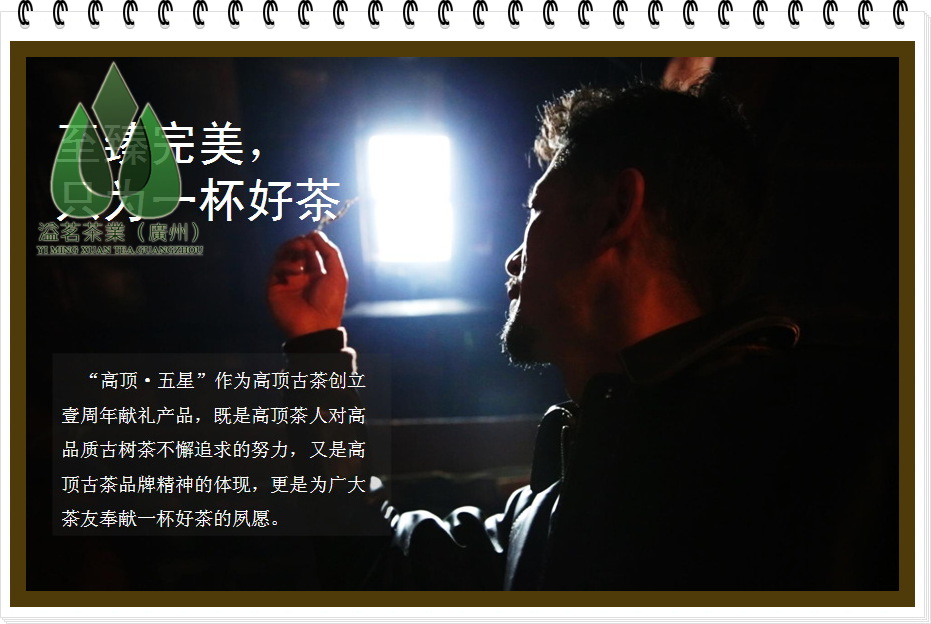 至臻完美，
只为一杯好茶
溢茗茶業（廣州）
YI MING XUAN TEA.GUANGZHOU
“高顶·五星”作为高顶古茶创立
壹周年献礼产品，既是高顶茶人对高
品质古树茶不懈追求的努力，又是高
顶古茶品牌精神的体现，更是为广大
茶友奉献一杯好茶的夙愿。